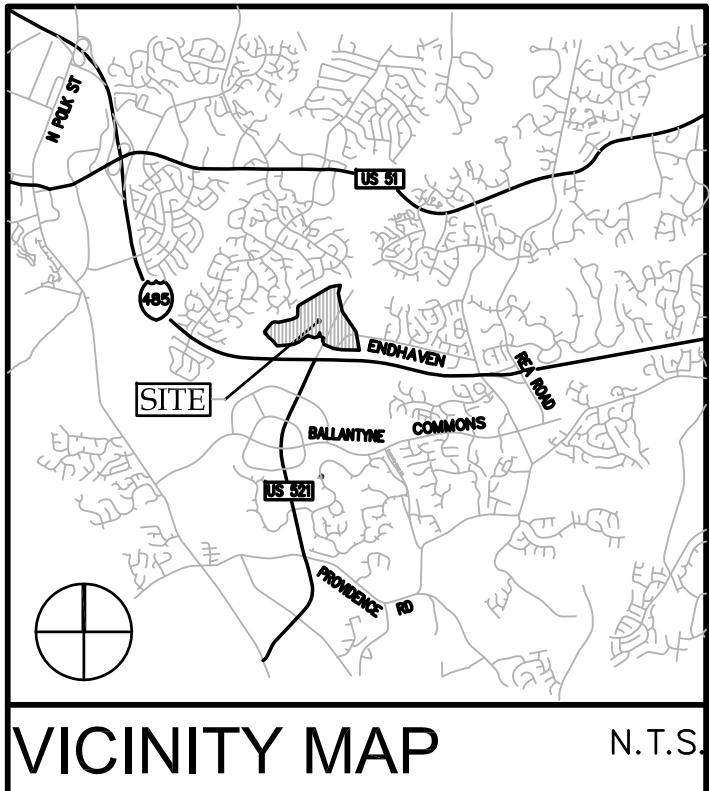 N POLK ST
US 51
485
ENDHAVEN
REA ROAD
SITE
BALLANTYNE COMMONS
US 521
PROVIDENCE RD
VICINITY MAP N.T.S.